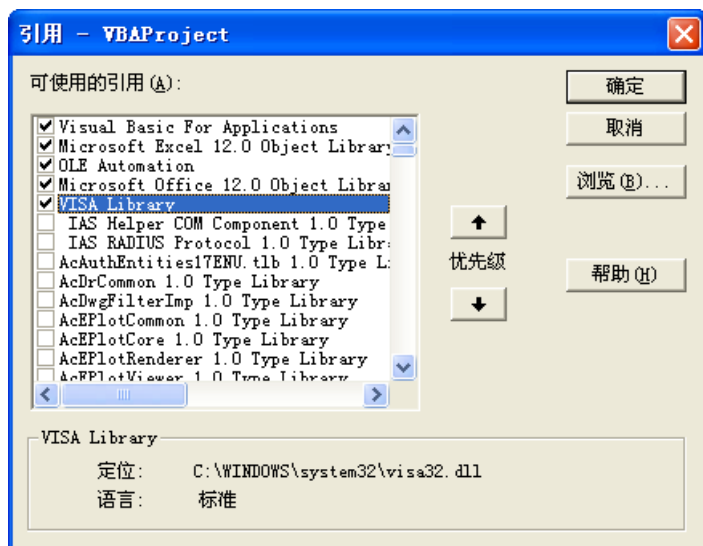 引用 - VBAProject
可使用的引用(A):
Visual Basic For Applications
Microsoft Excel 12.0 Object Library
OLE Automation
Microsoft Office 12.0 Object Librar
VISA Library
IAS Helper COM Component 1.0 Type
IAS RADIUS Protocol 1.0 Type Libr
AcAuthEntities17ENU.tlb 1.0 Type L
AcDrCommon 1.0 Type Library
AcDwgFilterImp 1.0 Type Library
AcEPlotCommon 1.0 Type Library
AcEPlotCore 1.0 Type Library
AcEPlotRenderer 1.0 Type Library
AcEPlotViewer 1.0 Type Library
优先级
确定
取消
浏览(B)...
帮助(H)
VISA Library
定位: C:\WINDOWS\system32\visa32.dll
语言: 标准